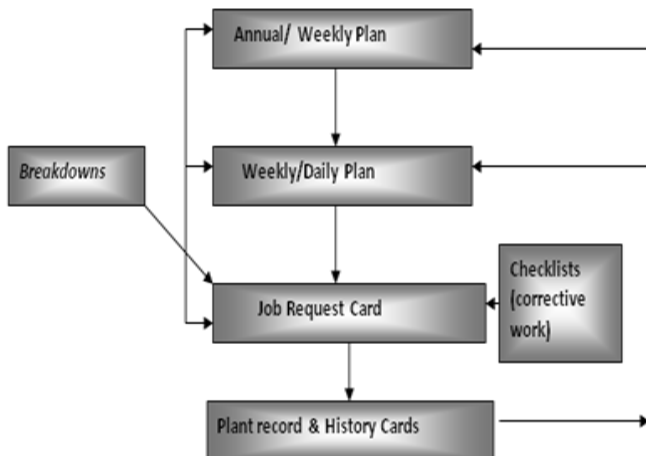 Annual/ Weekly Plan
Breakdowns
Weekly/Daily Plan
Checklists
(corrective
work)
Job Request Card
Plant record & History Cards